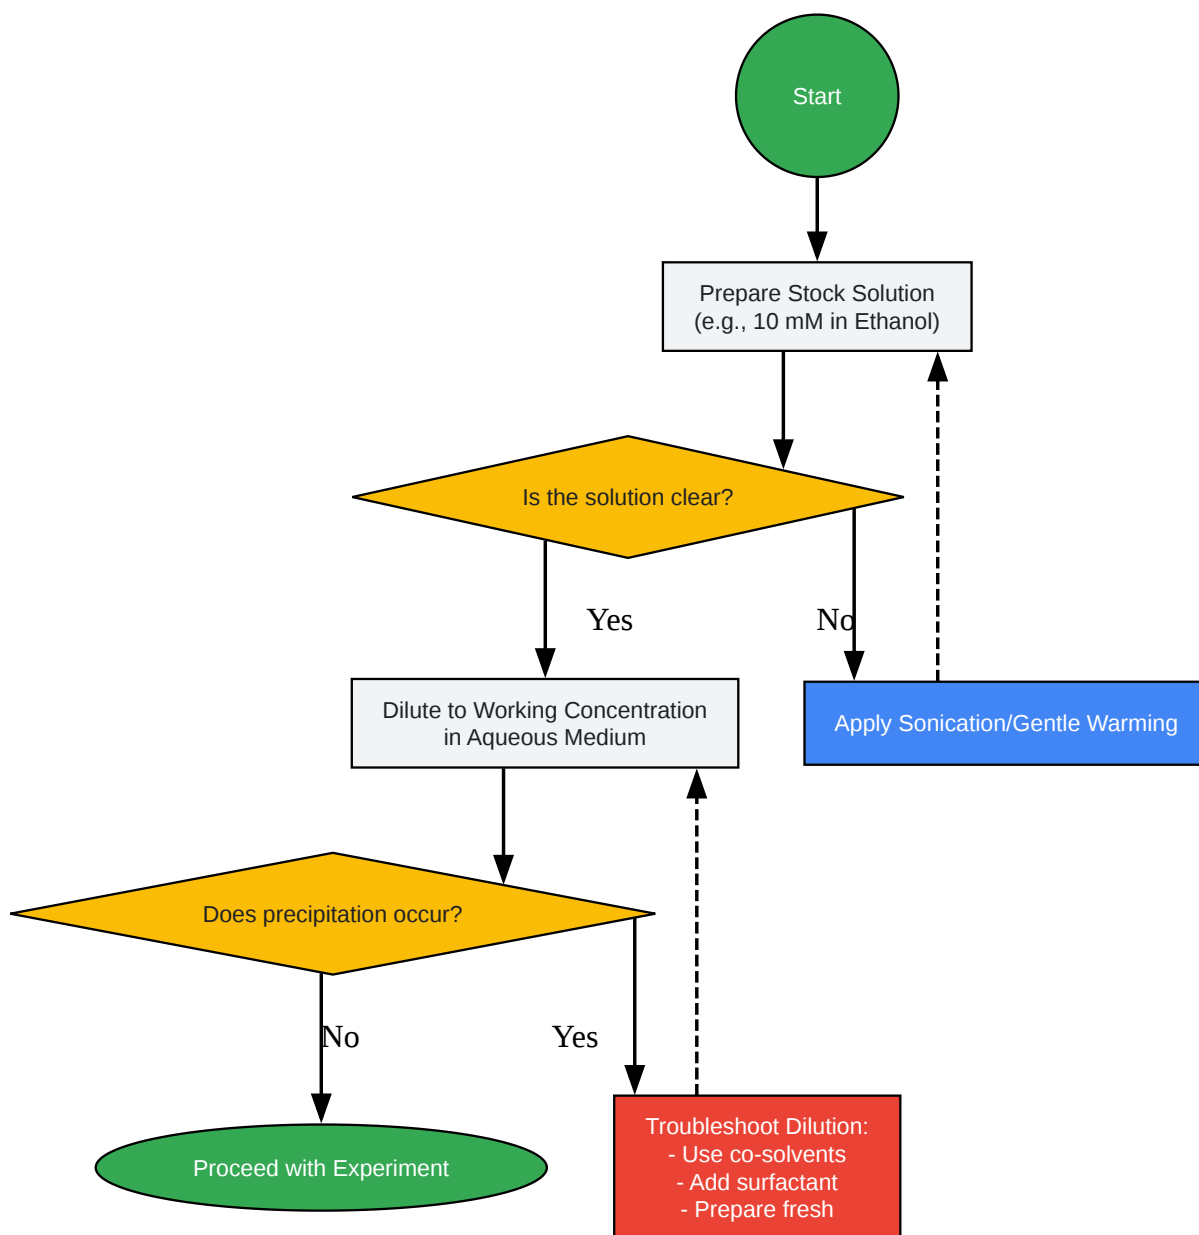 Start
Prepare Stock Solution
(e.g., 10 mM in Ethanol)
Is the solution clear?
Yes
No
Dilute to Working Concentration
in Aqueous Medium
Apply Sonication/Gentle Warming
Does precipitation occur?
No
Yes
Proceed with Experiment
Troubleshoot Dilution:
- Use co-solvents
- Add surfactant
- Prepare fresh